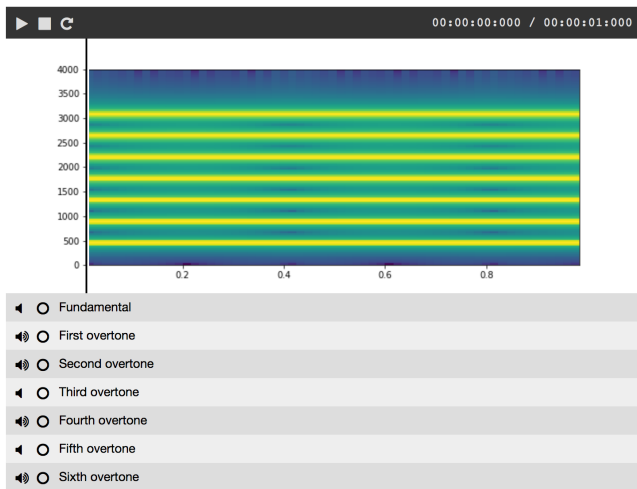 00:00:00:000 / 00:00:01:000
4000
3500
3000
2500
2000
1500
1000
500
0
0.2 0.4 0.6 0.8
Fundamental
First overtone
Second overtone
Third overtone
Fourth overtone
Fifth overtone
Sixth overtone